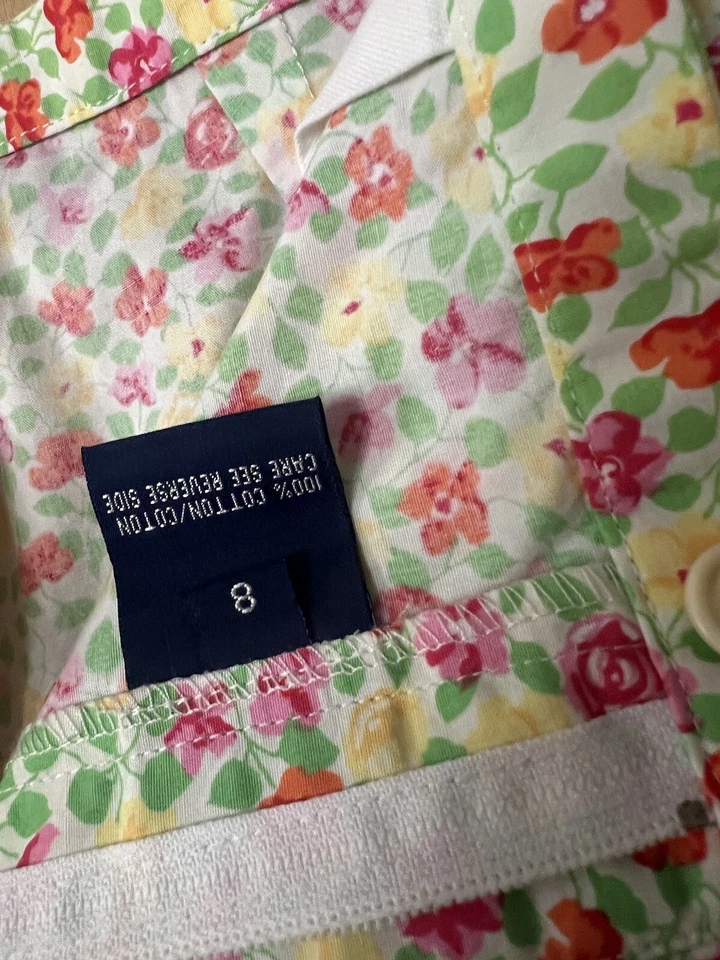 100% COTTON/COTON
CARE SEE REVERSE SIDE
8